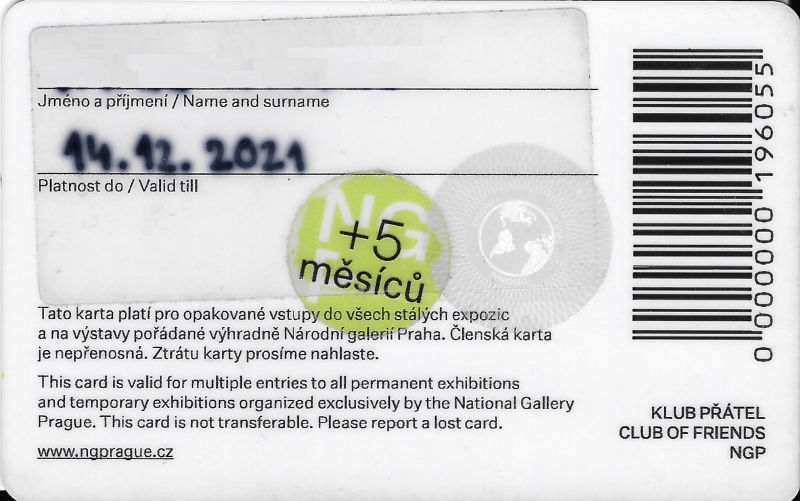 Jméno a příjmení / Name and surname
14.12.2021
Platnost do / Valid till
NG
+5
měsíců
Tato karta platí pro opakované vstupy do všech stálých expozic
a na výstavy pořádané výhradně Národní galerií Praha. Členská karta
je nepřenosná. Ztrátu karty prosíme nahlaste.
This card is valid for multiple entries to all permanent exhibitions
and temporary exhibitions organized exclusively by the National Gallery
Prague. This card is not transferable. Please report a lost card.
www.ngprague.cz
0000000196055
KLUB PŘÁTEL
CLUB OF FRIENDS
NGP